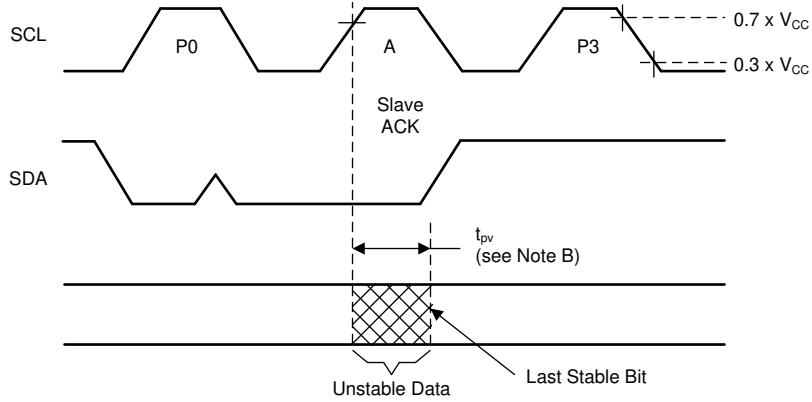 SCL
P0
A
P3
0.7 x VCC
0.3 x VCC
Slave
ACK
SDA
tpv
(see Note B)
Unstable Data
Last Stable Bit